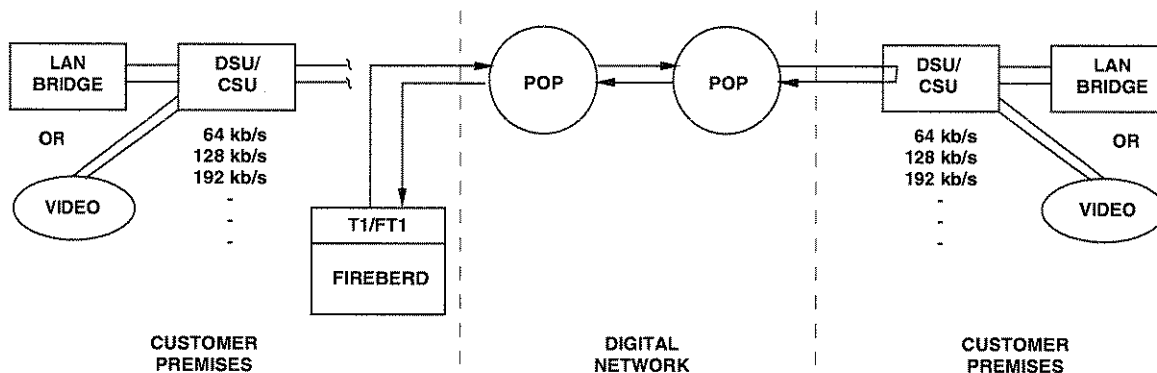 LAN
BRIDGE
OR
VIDEO
DSU/
CSU
64 kb/s
128 kb/s
192 kb/s
-
-
-
T1/FT1
FIREBERD
CUSTOMER
PREMISES
POP
POP
DIGITAL
NETWORK
DSU/
CSU
64 kb/s
128 kb/s
192 kb/s
-
-
-
LAN
BRIDGE
OR
VIDEO
CUSTOMER
PREMISES